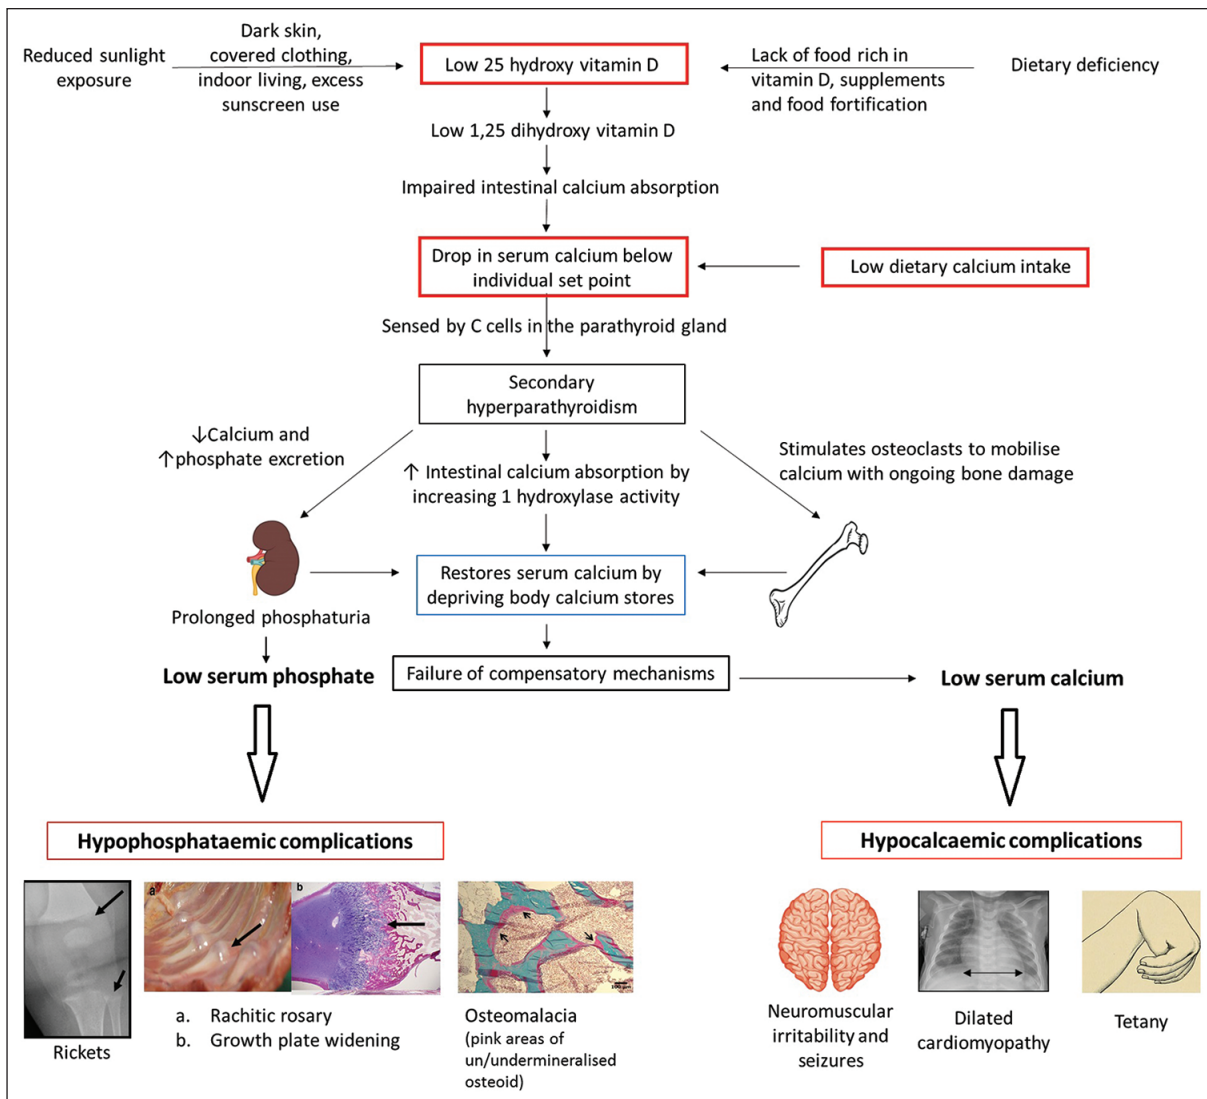 Reduced sunlight
exposure
Dark skin,
covered clothing,
indoor living, excess
sunscreen use
Low 25 hydroxy vitamin D
Lack of food rich in
vitamin D, supplements
and food fortification
Dietary deficiency
Low 1,25 dihydroxy vitamin D
Impaired intestinal calcium absorption
Drop in serum calcium below
individual set point
Low dietary calcium intake
Sensed by C cells in the parathyroid gland
Secondary
hyperparathyroidism
↓Calcium and
↑phosphate excretion
↑ Intestinal calcium absorption by
increasing 1 hydroxylase activity
Stimulates osteoclasts to mobilise
calcium with ongoing bone damage
Restores serum calcium by
depriving body calcium stores
Prolonged phosphaturia
Low serum phosphate
Failure of compensatory mechanisms
Low serum calcium
Hypophosphataemic complications
Hypocalcaemic complications
a
b
100 µm
Rickets
a. Rachitic rosary
b. Growth plate widening
Osteomalacia
(pink areas of
un/undermineralised
osteoid)
Neuromuscular
irritability and
seizures
Dilated
cardiomyopathy
Tetany